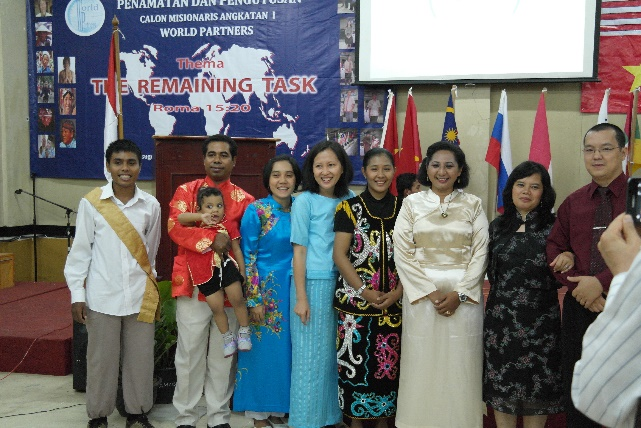 PENAMATAN DAN PENGUTUSAN
CALON MISIONARIS ANGKATAN 1
WORLD PARTNERS
Thema
THE REMAINING TASK
Roma 15:20